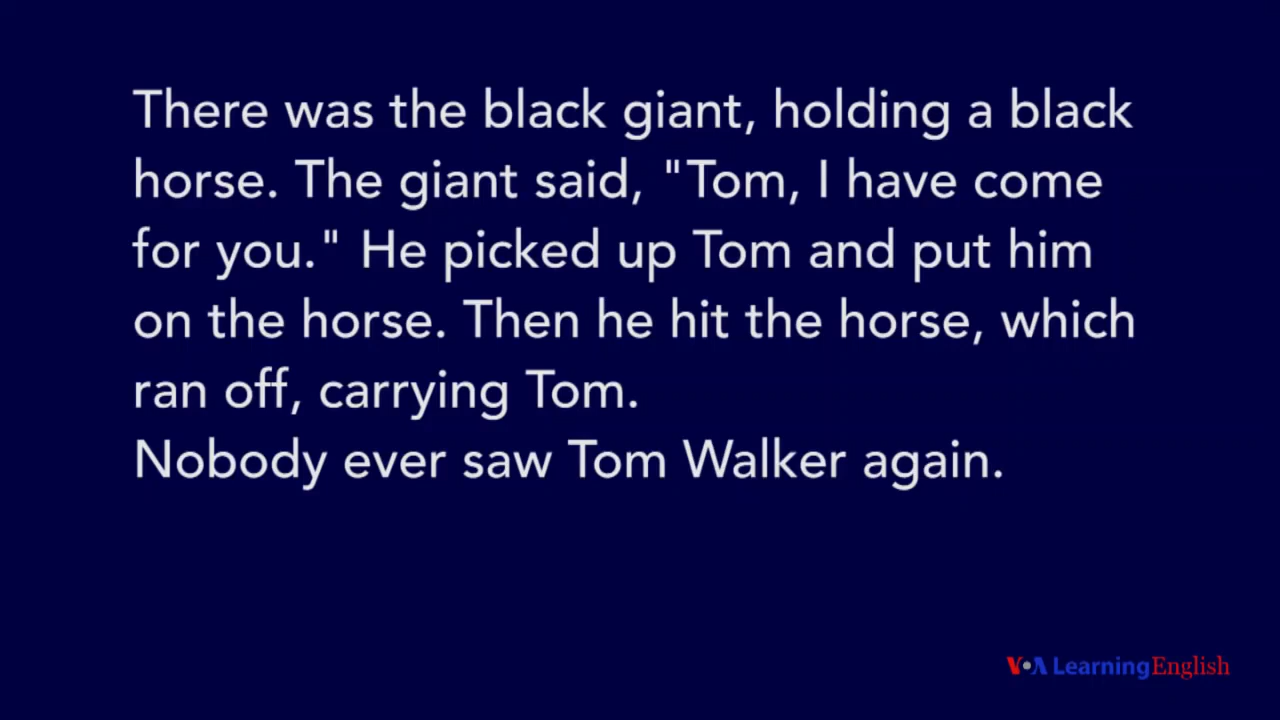 There was the black giant, holding a black
horse. The giant said, "Tom, I have come
for you." He picked up Tom and put him
on the horse. Then he hit the horse, which
ran off, carrying Tom.
Nobody ever saw Tom Walker again.
VOA Learning English